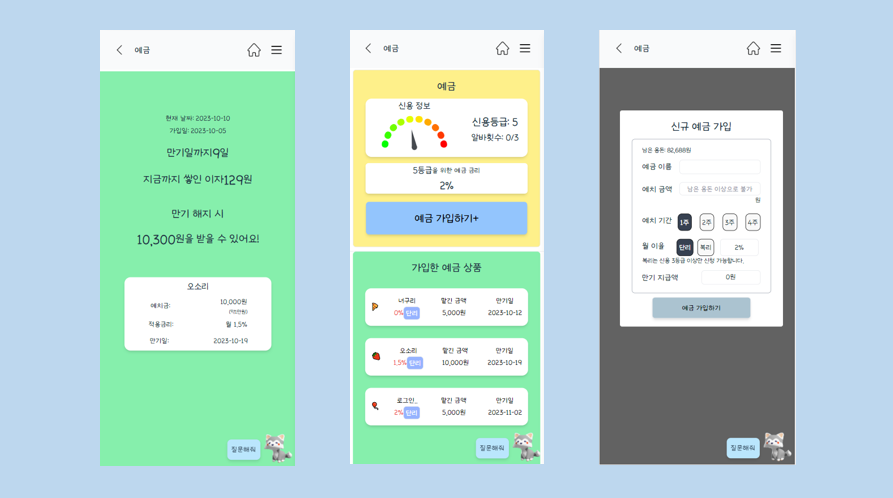 예금
현재 날짜: 2023-10-10
가입일: 2023-10-05
만기일까지9일
지금까지 쌓인 이자129원
만기 해지 시
10,300원을 받을 수 있어요!
오소리
예치금: 10,000원
(일만원)
적용금리: 월 1.5%
만기일: 2023-10-19
질문해줘
예금
예금
신용 정보
신용등급: 5
알바횟수: 0/3
5등급을 위한 예금 금리
2%
예금 가입하기+
가입한 예금 상품
너구리 맡긴 금액 만기일
0% 단리 5,000원 2023-10-12
오소리 맡긴 금액 만기일
1.5% 단리 10,000원 2023-10-19
로그인_ 맡긴 금액 만기일
2% 단리 5,000원 2023-11-02
질문해줘
예금
신규 예금 가입
남은 용돈: 82,688원
예금 이름
예치 금액 남은 용돈 이상으로 불가
원
예치 기간 1주 2주 3주 4주
월 이율 단리 복리 2%
복리는 신용 3등급 이상만 신청 가능합니다.
만기 지급액 0원
예금 가입하기
질문해줘